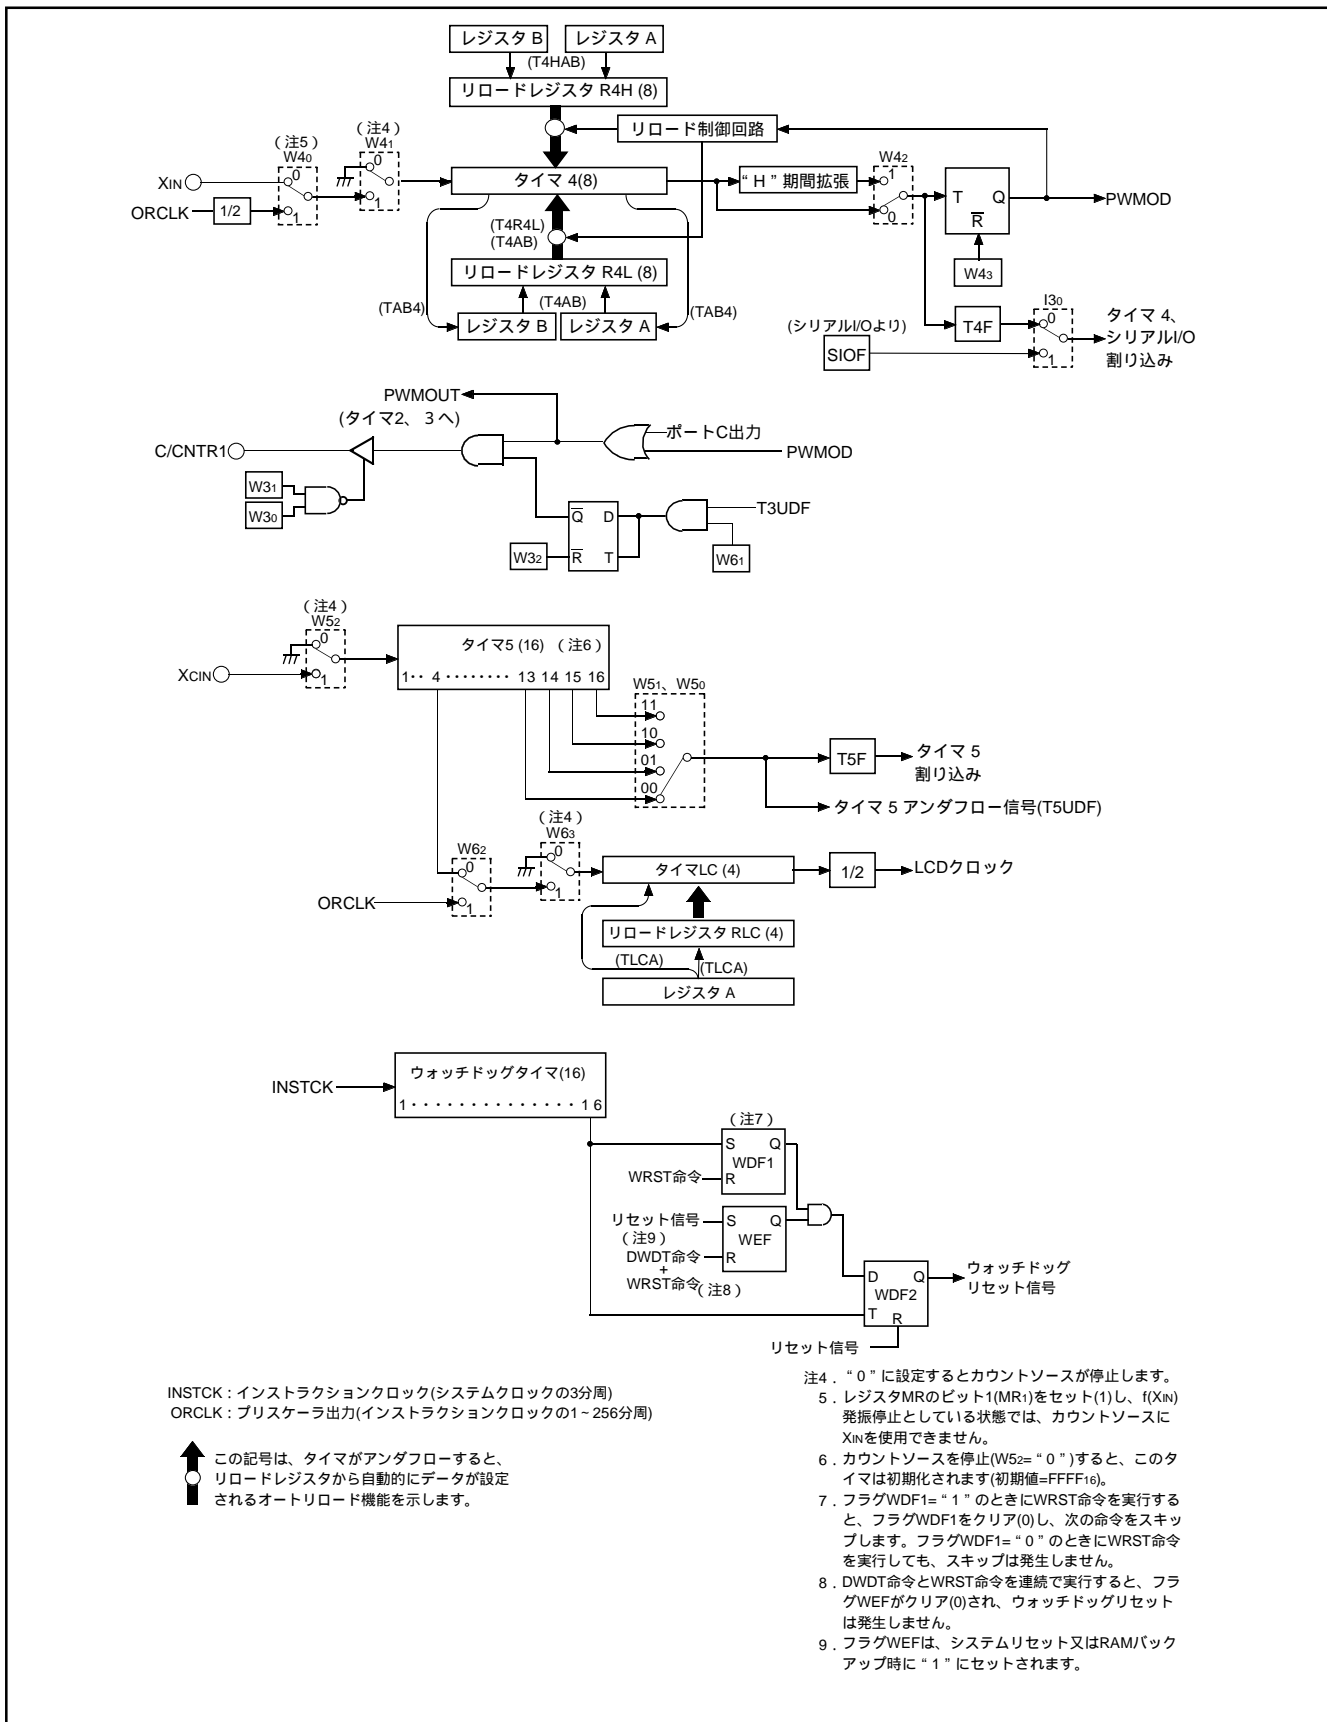 レジスタ B
レジスタ A
(T4HAB)
リロードレジスタ R4H (8)
リロード制御回路
(注5)
W40
0
1
(注4)
W41
0
1
XIN
ORCLK
1/2
タイマ 4(8)
“ H ” 期間拡張
W42
1
0
T
Q
R
PWMOD
W43
(T4R4L)
(T4AB)
リロードレジスタ R4L (8)
(TAB4)
(T4AB)
(TAB4)
レジスタ B
レジスタ A
T4F
I30
0
1
タイマ 4、
シリアルI/O
割り込み
(シリアルI/Oより)
SIOF
PWMOUT
(タイマ2、 3 へ)
C/CNTR1
ポートC出力
PWMOD
W31
W30
Q
D
R
T
W32
T3UDF
W61
(注4)
W52
0
1
XCIN
タイマ5 (16) (注6)
1·· 4 ········ 13 14 15 16
W51、W50
11
10
01
00
T5F
タイマ 5
割り込み
タイマ 5 アンダフロー信号(T5UDF)
W62
0
1
(注4)
W63
0
1
ORCLK
タイマLC (4)
1/2
LCDクロック
リロードレジスタ RLC (4)
(TLCA)
(TLCA)
レジスタ A
INSTCK
ウォッチドッグタイマ(16)
1 · · · · · · · · · · · · · · 1 6
(注7)
S
Q
WDF1
R
WRST命令
リセット信号
(注9)
S
Q
WEF
R
DWDT命令
+
WRST命令(注8)
D
Q
WDF2
T
R
ウォッチドッグ
リセット信号
リセット信号
INSTCK : インストラクションクロック(システムクロックの3分周)
ORCLK : プリスケーラ出力(インストラクションクロックの1~256分周)
この記号は、タイマがアンダフローすると、
リロードレジスタから自動的にデータが設定
されるオートリロード機能を示します。
注4 . “ 0 ” に設定するとカウントソースが停止します。
5 . レジスタMRのビット1(MR1)をセット(1)し、f(XIN)
発振停止としている状態では、カウントソースに
XINを使用できません。
6 . カウントソースを停止(W52= “ 0 ” )すると、このタ
イマは初期化されます(初期値=FFFF16)。
7 . フラグWDF1= “ 1 ” のときにWRST命令を実行する
と、フラグWDF1をクリア(0)し、次の命令をスキッ
プします。フラグWDF1= “ 0 ” のときにWRST命令
を実行しても、スキップは発生しません。
8 . DWDT命令とWRST命令を連続で実行すると、フラ
グWEFがクリア(0)され、ウォッチドッグリセット
は発生しません。
9 . フラグWEFは、システムリセット又はRAMバック
アップ時に “ 1 ” にセットされます。